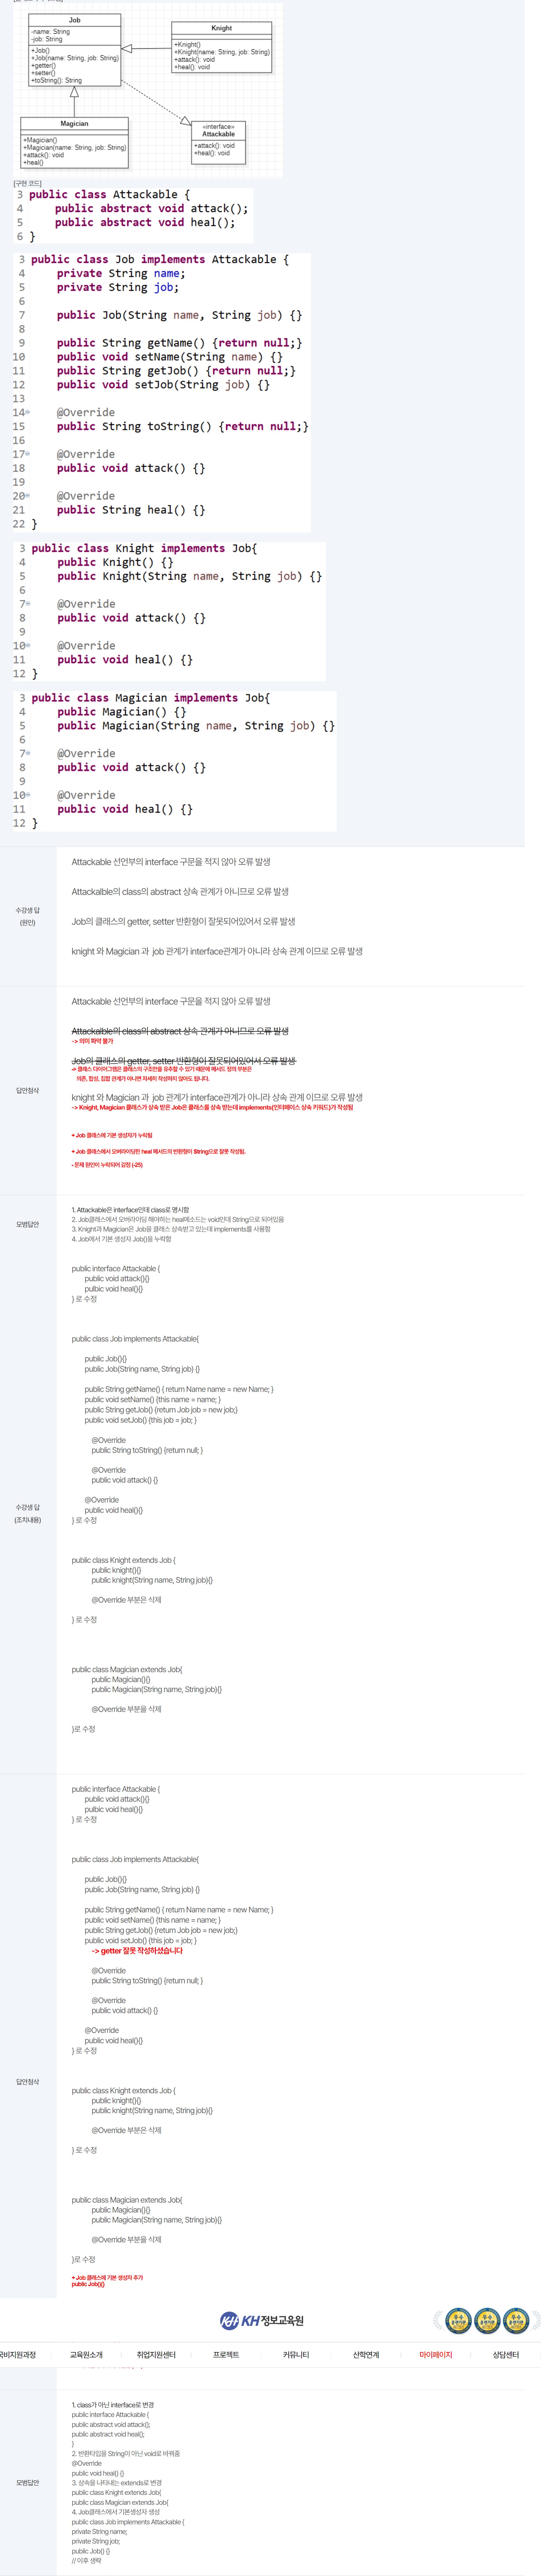 Job
-name: String
-job: String
+Job()
+Job(name: String, job: String)
+getter()
+setter()
+toString(): String
Knight
+Knight()
+Knight(name: String, job: String)
+attack(): void
+heal(): void
Magician
+Magician()
+Magician(name: String, job: String)
+attack(): void
+heal()
«interface»
Attackable
+attack(): void
+heal(): void
[구현 코드]
3 public class Attackable {
4 public abstract void attack();
5 public abstract void heal();
6 }
3 public class Job implements Attackable {
4 private String name;
5 private String job;
6
7 public Job(String name, String job) {}
8
9 public String getName() {return null;}
10 public void setName(String name) {}
11 public String getJob() {return null;}
12 public void setJob(String job) {}
13
14 @Override
15 public String toString() {return null;}
16
17 @Override
18 public void attack() {}
19
20 @Override
21 public String heal() {}
22 }
3 public class Knight implements Job{
4 public Knight() {}
5 public Knight(String name, String job) {}
6
7 @Override
8 public void attack() {}
9
10 @Override
11 public void heal() {}
12 }
3 public class Magician implements Job{
4 public Magician() {}
5 public Magician(String name, String job) {}
6
7 @Override
8 public void attack() {}
9
10 @Override
11 public void heal() {}
12 }
수강생 답
(원인)
Attackable 선언부의 interface 구문을 적지 않아 오류 발생
Attackalble의 class의 abstract 상속 관계가 아니므로 오류 발생
Job의 클래스의 getter, setter 반환형이 잘못되어있어서 오류 발생
knight 와 Magician 과 job 관계가 interface관계가 아니라 상속 관계 이므로 오류 발생
답안첨삭
Attackable 선언부의 interface 구문을 적지 않아 오류 발생
Attackalble의 class의 abstract 상속 관계가 아니므로 오류 발생
-> 의미 파악 불가
Job의 클래스의 getter, setter 반환형이 잘못되어있어서 오류 발생
-> 클래스 다이어그램은 클래스의 구조만을 유추할 수 있기 때문에 메서드 정의 부분은
의존, 합성, 집합 관계가 아니면 자세히 작성하지 않아도 됩니다.
knight 와 Magician 과 job 관계가 interface관계가 아니라 상속 관계 이므로 오류 발생
-> Knight, Magician 클래스가 상속 받은 Job은 클래스를 상속 받는데 implements(인터페이스 상속 키워드)가 작성됨
+ Job 클래스에 기본 생성자가 누락됨
+ Job 클래스에서 오버라이딩한 heal 메서드의 반환형이 String으로 잘못 작성됨.
- 문제 원인이 누락되어 감점 (-25)
모범답안
1. Attackable은 interface인데 class로 명시함
2. Job클래스에서 오버라이딩 해야하는 heal메소드는 void인데 String으로 되어있음
3. Knight과 Magician은 Job을 클래스 상속받고 있는데 implements를 사용함
4. Job에서 기본 생성자 Job()을 누락함
수강생 답
(조치내용)
public interface Attackable {
public void attack(){}
pulbic void heal(){}
} 로 수정
public class Job implements Attackable{
public Job(){}
public Job(String name, String job) {}
public String getName() { return Name name = new Name; }
public void setName() {this name = name; }
public String getJob() {return Job job = new job;}
public void setJob() {this job = job; }
@Override
public String toString() {return null; }
@Override
public void attack() {}
@Override
public void heal(){}
} 로 수정
public class Knight extends Job {
public knight(){}
public knight(String name, String job){}
@Override 부분은 삭제
} 로 수정
public class Magician extends Job{
public Magician(){}
public Magician(String name, String job){}
@Override 부분을 삭제
}로 수정
답안첨삭
public interface Attackable {
public void attack(){}
pulbic void heal(){}
} 로 수정
public class Job implements Attackable{
public Job(){}
public Job(String name, String job) {}
public String getName() { return Name name = new Name; }
public void setName() {this name = name; }
public String getJob() {return Job job = new job;}
public void setJob() {this job = job; }
-> getter 잘못 작성하셨습니다
@Override
public String toString() {return null; }
@Override
public void attack() {}
@Override
public void heal(){}
} 로 수정
public class Knight extends Job {
public knight(){}
public knight(String name, String job){}
@Override 부분은 삭제
} 로 수정
public class Magician extends Job{
public Magician(){}
public Magician(String name, String job){}
@Override 부분을 삭제
}로 수정
+ Job 클래스에 기본 생성자 추가
public Job(){}
KH KH정보교육원
국비지원과정 교육원소개 취업지원센터 프로젝트 커뮤니티 산학연계 마이페이지 상담센터
모범답안
1. class가 아닌 interface로 변경
public interface Attackable {
public abstract void attack();
public abstract void heal();
}
2. 반환타입을 String이 아닌 void로 바꿔줌
@Override
public void heal() {}
3. 상속을 나타내는 extends로 변경
public class Knight extends Job{
public class Magician extends Job{
4. Job클래스에서 기본생성자 생성
public class Job implements Attackable {
private String name;
private String job;
public Job() {}
// 이후 생략